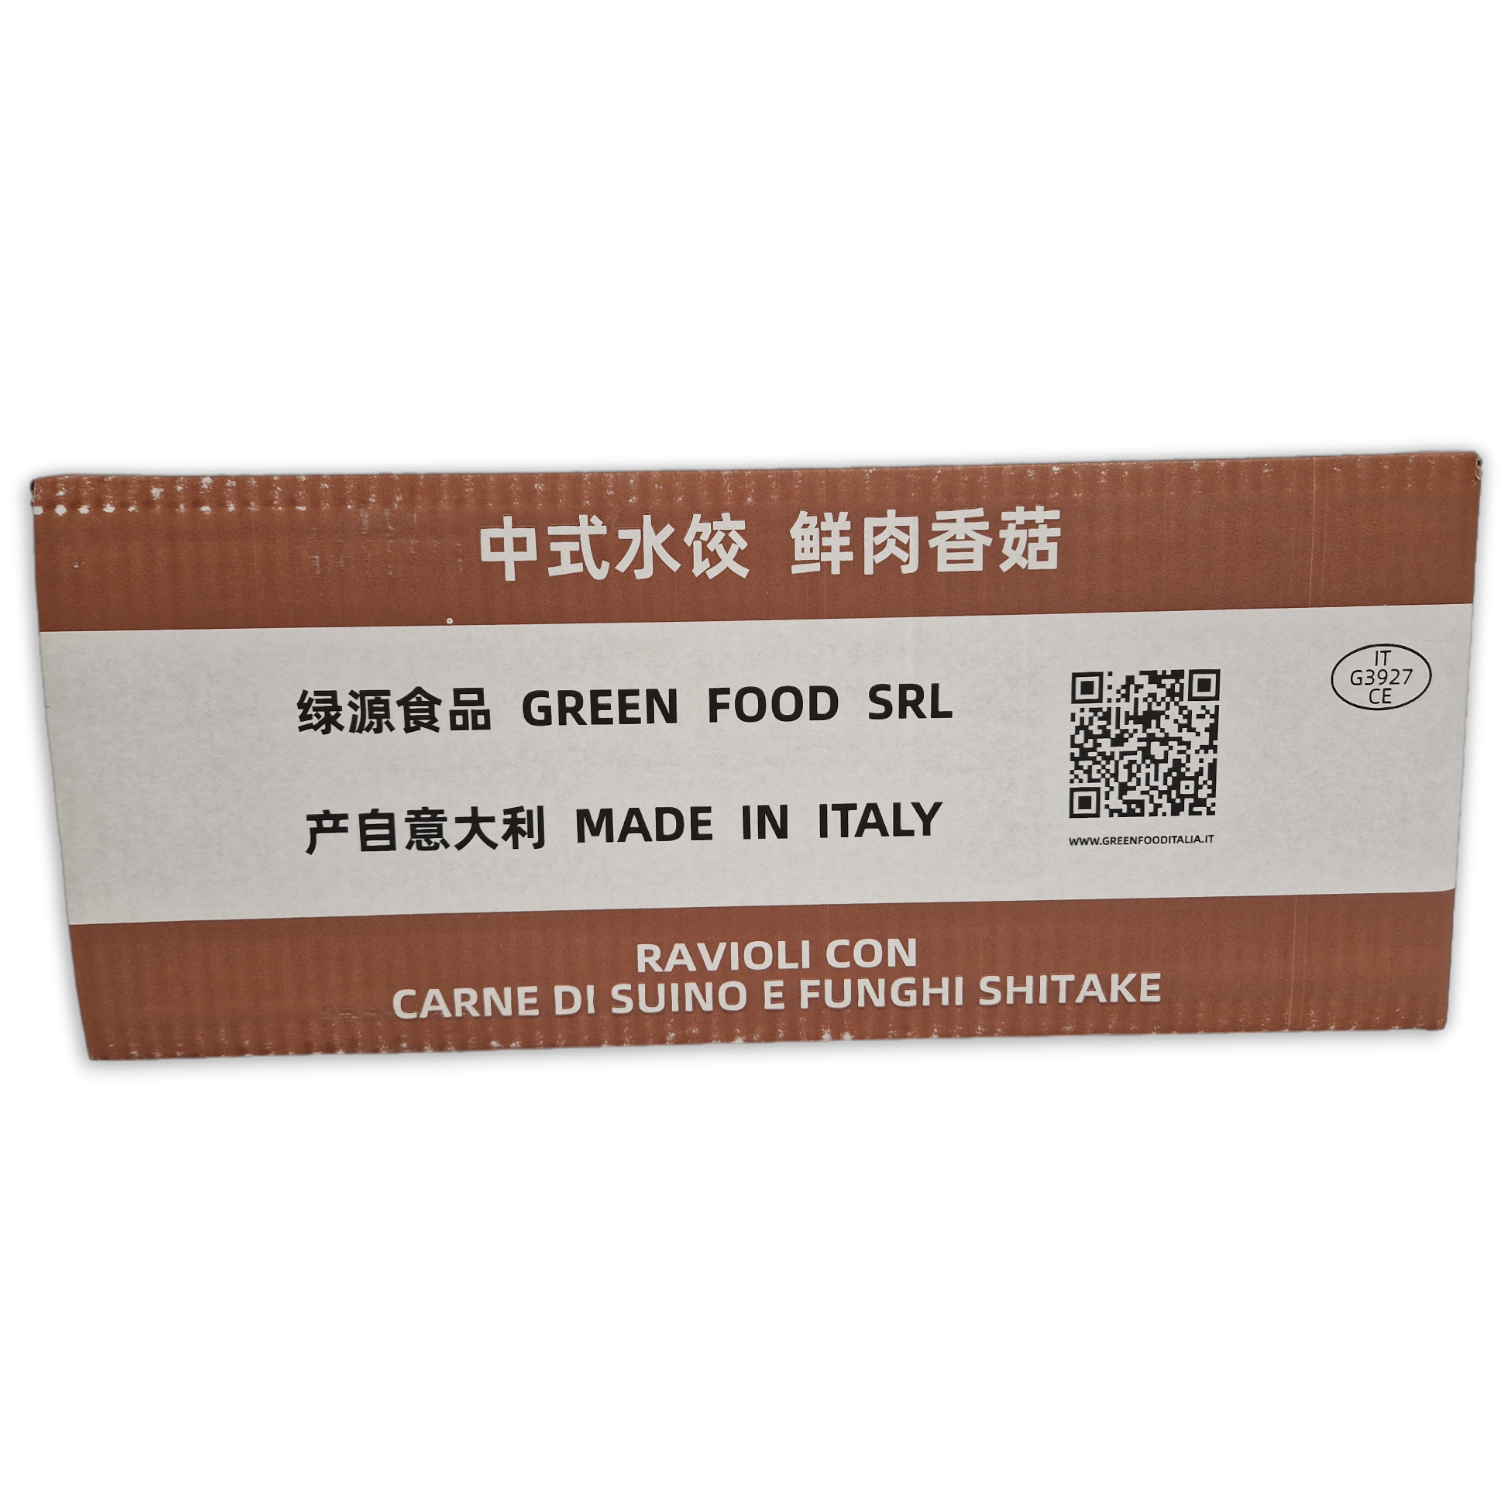 中式水饺 鲜肉香菇
绿源食品 GREEN FOOD SRL
产自意大利 MADE IN ITALY
IT
G3927
CE
WWW.GREENFOODITALIA.IT
RAVIOLI CON
CARNE DI SUINO E FUNGHI SHITAKE